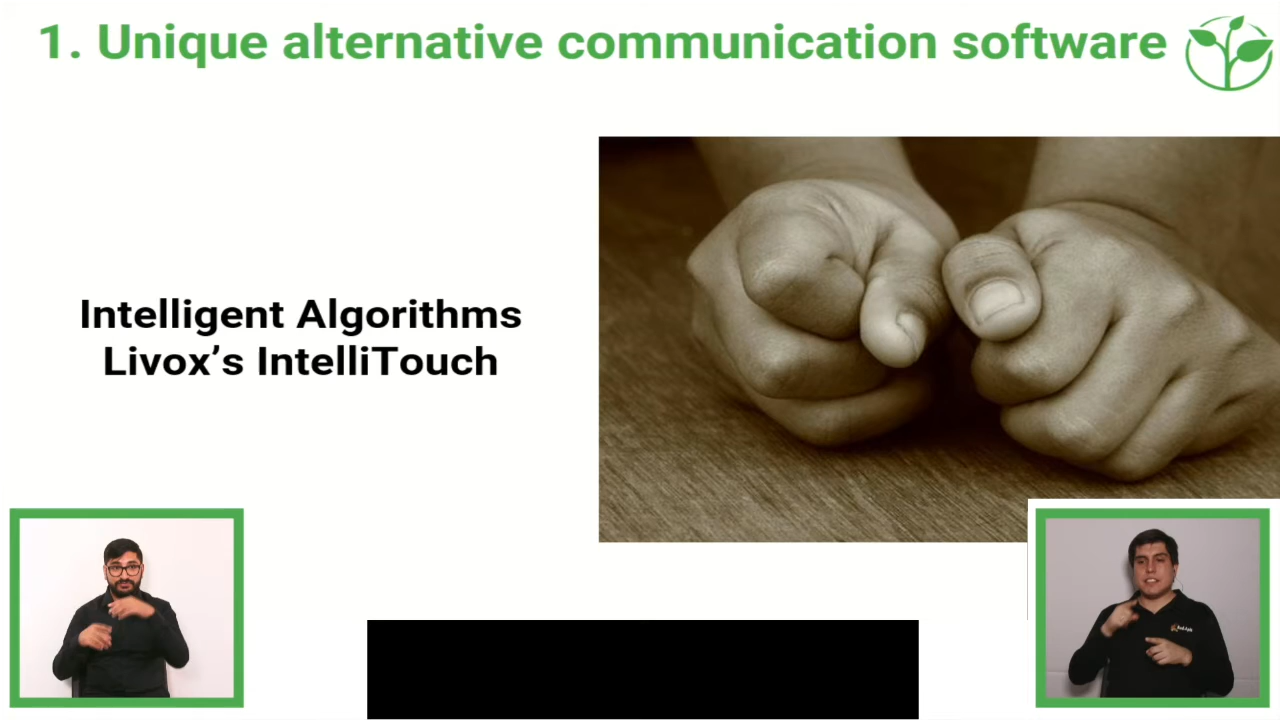 1. Unique alternative communication software
Intelligent Algorithms
Livox’s IntelliTouch